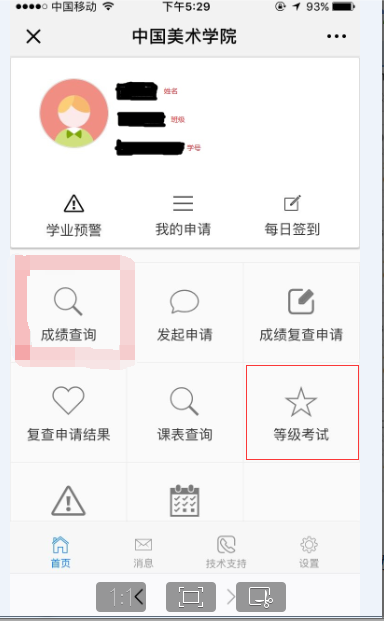 中国移动 下午5:29 93%
中国美术学院
姓名
班级
学号
学业预警 我的申请 每日签到
成绩查询 发起申请 成绩复查申请
复查申请结果 课表查询 等级考试
首页 消息 技术支持 设置
1:1